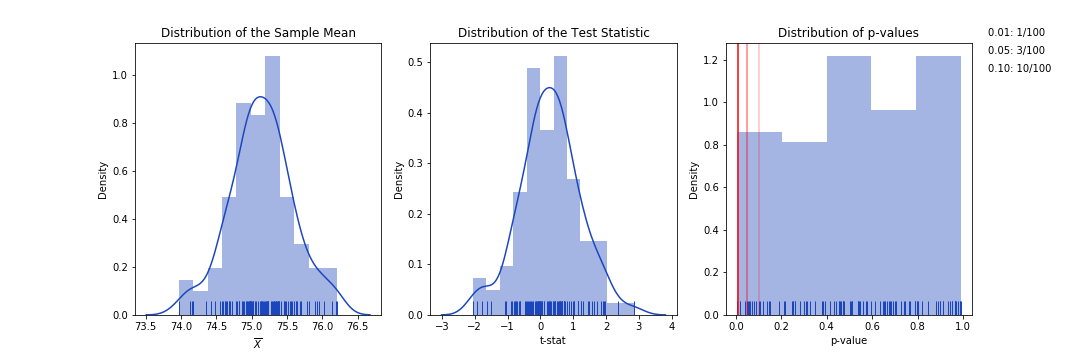 Distribution of the Sample Mean
Distribution of the Test Statistic
Distribution of p-values
0.01: 1/100
0.05: 3/100
0.10: 10/100
Density
1.0
0.8
0.6
0.4
0.2
0.0
73.5 74.0 74.5 75.0 75.5 76.0 76.5
X̅
Density
0.5
0.4
0.3
0.2
0.1
0.0
−3 −2 −1 0 1 2 3 4
t-stat
Density
1.2
1.0
0.8
0.6
0.4
0.2
0.0
0.0 0.2 0.4 0.6 0.8 1.0
p-value